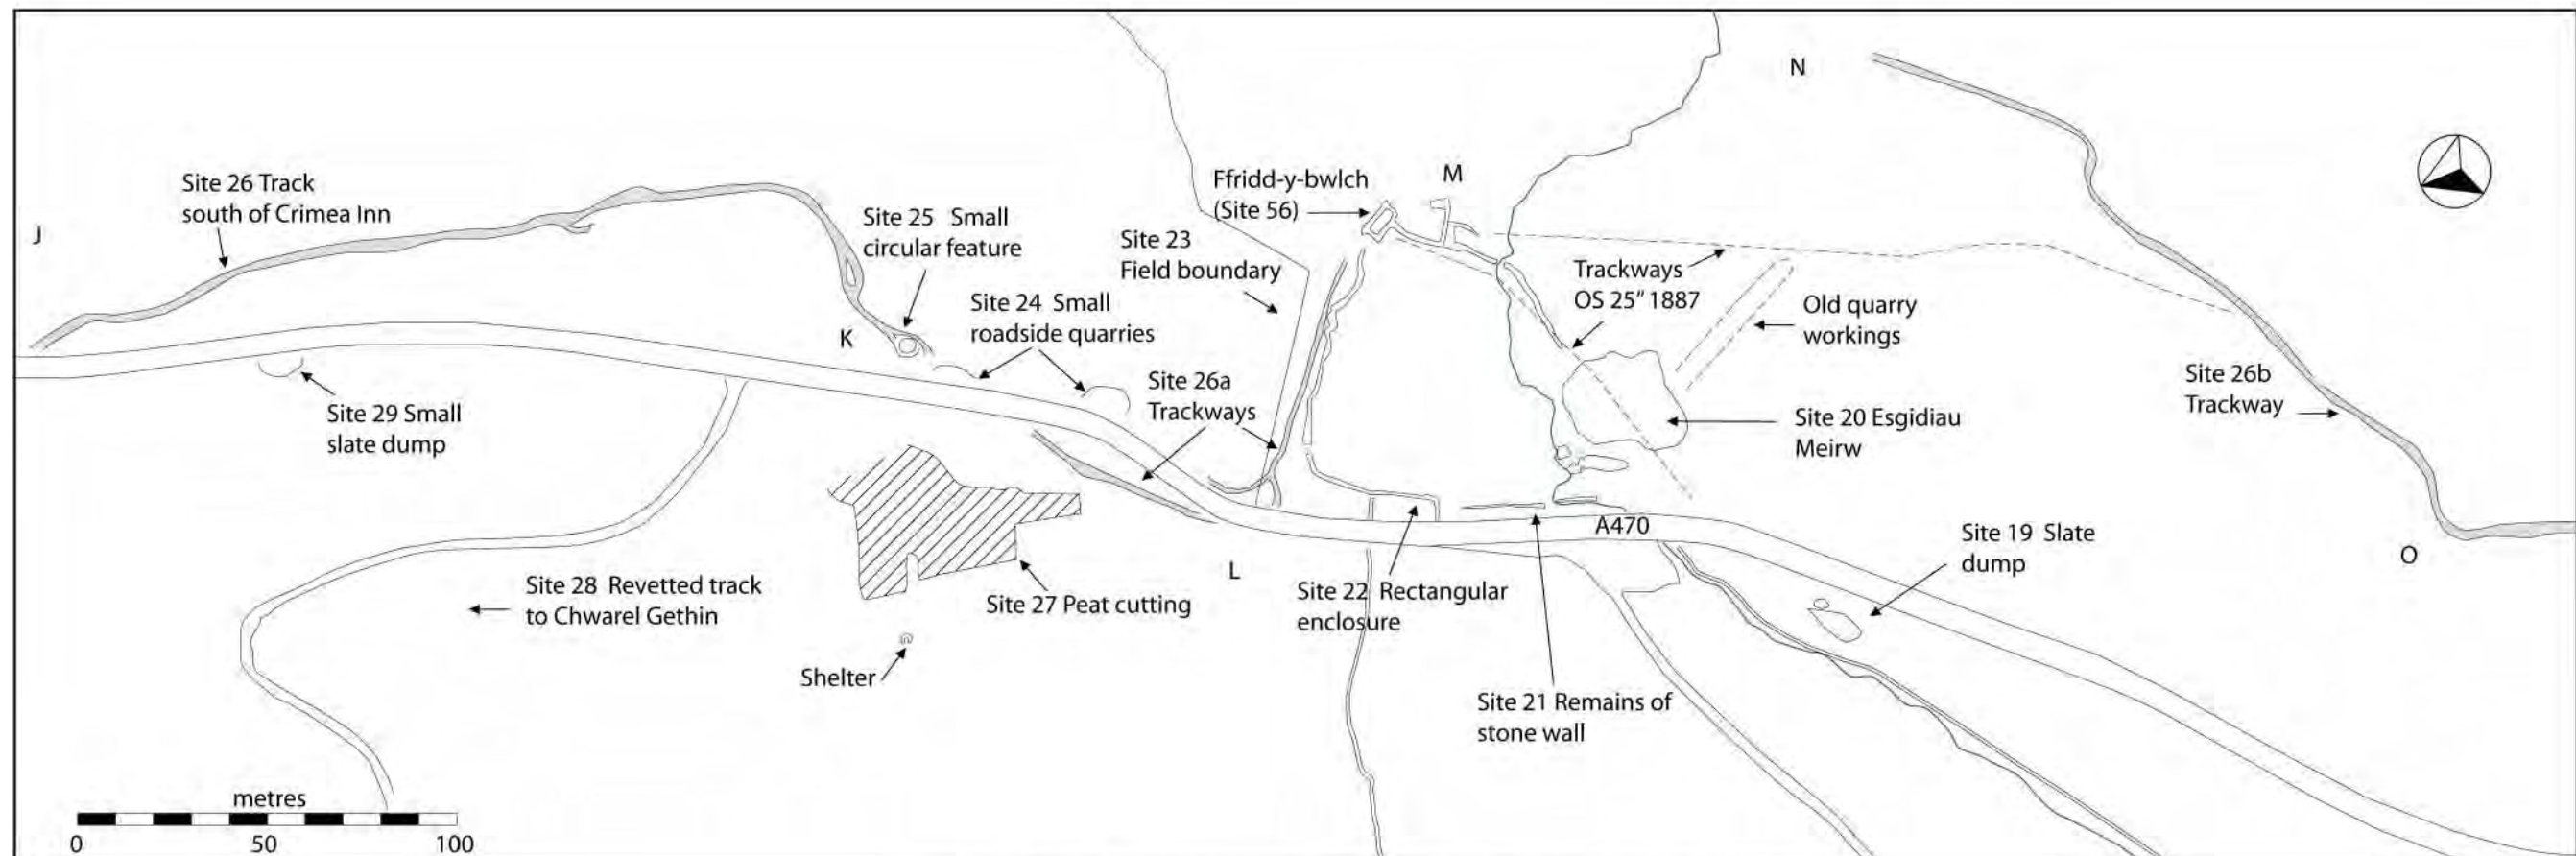 N
M
J
K
L
O
Site 26 Track
south of Crimea Inn
Site 25 Small
circular feature
Site 24 Small
roadside quarries
Site 23
Field boundary
Ffridd-y-bwlch
(Site 56)
Trackways
OS 25" 1887
Old quarry
workings
Site 26a
Trackways
Site 26b
Trackway
Site 20 Esgidiau
Meirw
Site 29 Small
slate dump
A470
Site 19 Slate
dump
Site 28 Revetted track
to Chwarel Gethin
Site 27 Peat cutting
Site 22 Rectangular
enclosure
Shelter
Site 21 Remains of
stone wall
metres
0 50 100